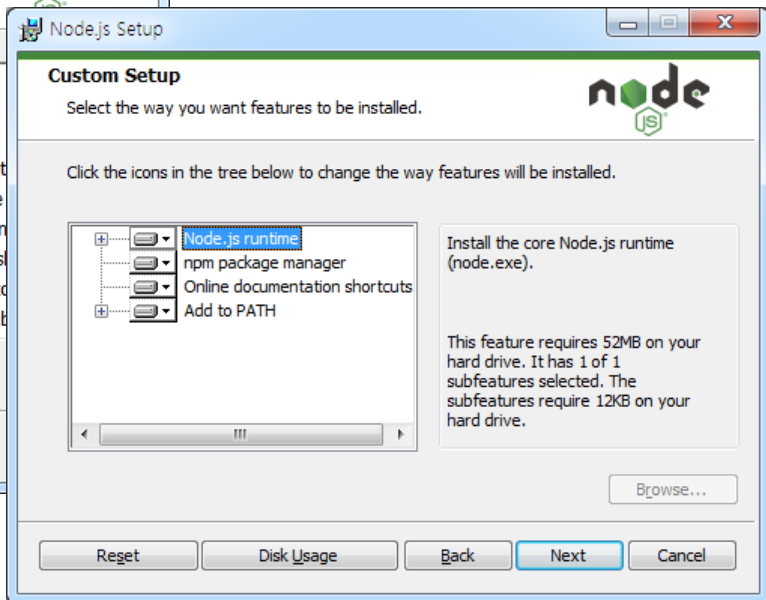 Node.js Setup
Custom Setup
Select the way you want features to be installed.
node
JS
Click the icons in the tree below to change the way features will be installed.
Node.js runtime
npm package manager
Online documentation shortcuts
Add to PATH
Install the core Node.js runtime
(node.exe).
This feature requires 52MB on your
hard drive. It has 1 of 1
subfeatures selected. The
subfeatures require 12KB on your
hard drive.
Browse...
Reset
Disk Usage
Back
Next
Cancel